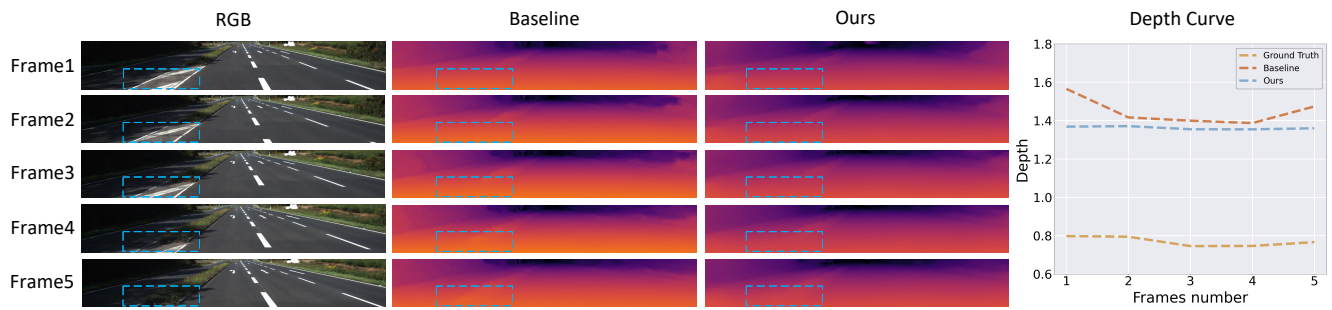 RGB
Baseline
Ours
Depth Curve
Frame1
Frame2
Frame3
Frame4
Frame5
1.8
1.6
1.4
1.2
1.0
0.8
0.6
Depth
Ground Truth
Baseline
Ours
1 2 3 4 5
Frames number